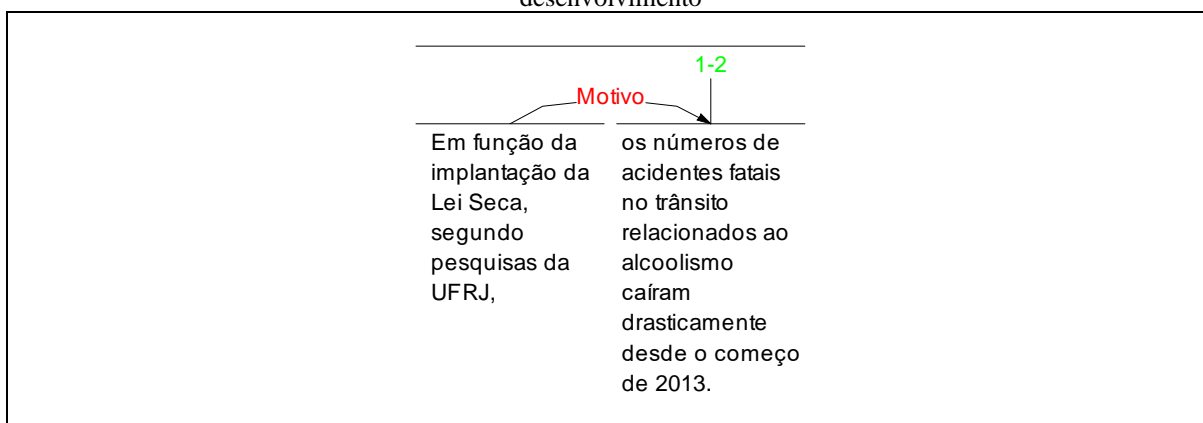 desenvolvimento
1-2
Motivo
Em função da
implantação da
Lei Seca,
segundo
pesquisas da
UFRJ,
os números de
acidentes fatais
no trânsito
relacionados ao
alcoolismo
caíram
drasticamente
desde o começo
de 2013.